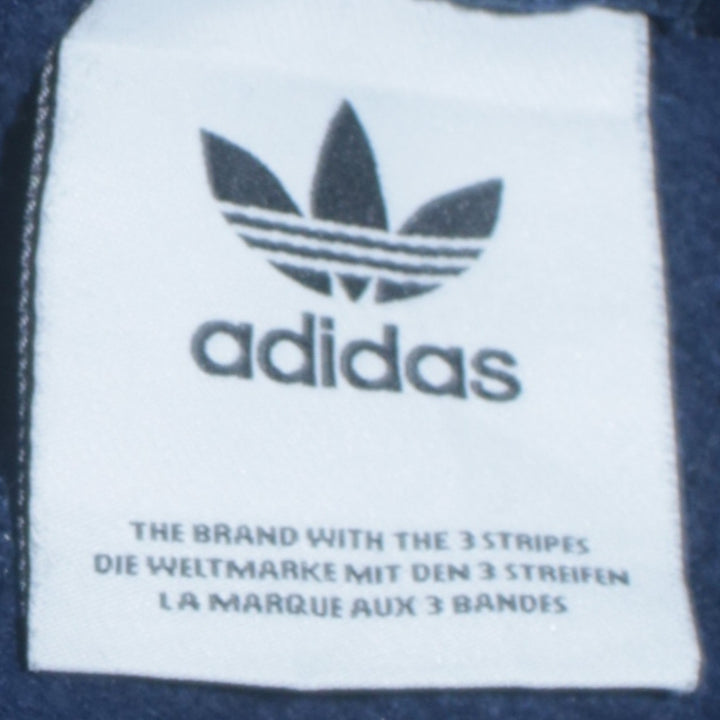 adidas
THE BRAND WITH THE 3 STRIPES
DIE WELTMARKE MIT DEN 3 STREIFEN
LA MARQUE AUX 3 BANDES